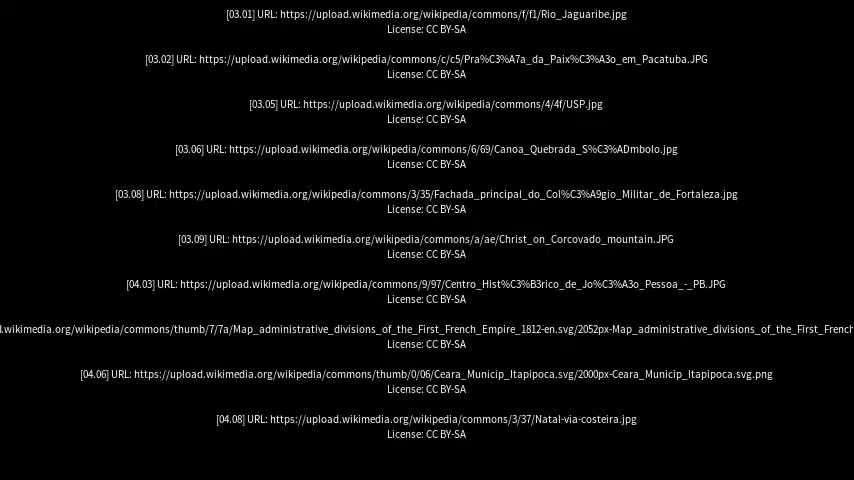 [03.01] URL: https://upload.wikimedia.org/wikipedia/commons/f/f1/Rio_Jaguaribe.jpg
License: CC BY-SA
[03.02] URL: https://upload.wikimedia.org/wikipedia/commons/c/c5/Pra%C3%A7a_da_Paix%C3%A3o_em_Pacatuba.JPG
License: CC BY-SA
[03.05] URL: https://upload.wikimedia.org/wikipedia/commons/4/4f/USP.jpg
License: CC BY-SA
[03.06] URL: https://upload.wikimedia.org/wikipedia/commons/6/69/Canoa_Quebrada_S%C3%ADmbolo.jpg
License: CC BY-SA
[03.08] URL: https://upload.wikimedia.org/wikipedia/commons/3/35/Fachada_principal_do_Col%C3%A9gio_Militar_de_Fortaleza.jpg
License: CC BY-SA
[03.09] URL: https://upload.wikimedia.org/wikipedia/commons/a/ae/Christ_on_Corcovado_mountain.JPG
License: CC BY-SA
[04.03] URL: https://upload.wikimedia.org/wikipedia/commons/9/97/Centro_Hist%C3%B3rico_de_Jo%C3%A3o_Pessoa_-_PB.JPG
License: CC BY-SA
.wikimedia.org/wikipedia/commons/thumb/7/7a/Map_administrative_divisions_of_the_First_French_Empire_1812-en.svg/2052px-Map_administrative_divisions_of_the_First_French
License: CC BY-SA
[04.06] URL: https://upload.wikimedia.org/wikipedia/commons/thumb/0/06/Ceara_Municip_Itapipoca.svg/2000px-Ceara_Municip_Itapipoca.svg.png
License: CC BY-SA
[04.08] URL: https://upload.wikimedia.org/wikipedia/commons/3/37/Natal-via-costeira.jpg
License: CC BY-SA